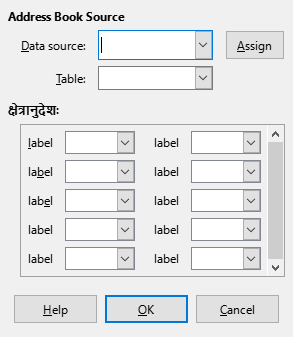 Address Book Source
Data source: Assign
Table:
क्षेत्रानुदेशः
label label
label label
label label
label label
label label
Help OK Cancel